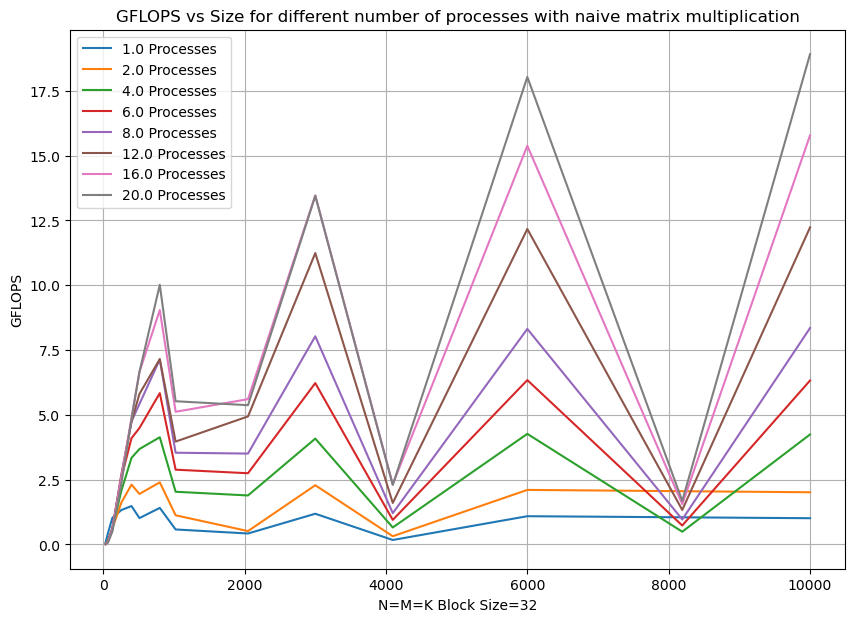 GFLOPS vs Size for different number of processes with naive matrix multiplication
1.0 Processes
2.0 Processes
4.0 Processes
6.0 Processes
8.0 Processes
12.0 Processes
16.0 Processes
20.0 Processes
GFLOPS
17.5
15.0
12.5
10.0
7.5
5.0
2.5
0.0
0
2000
4000
6000
8000
10000
N=M=K Block Size=32